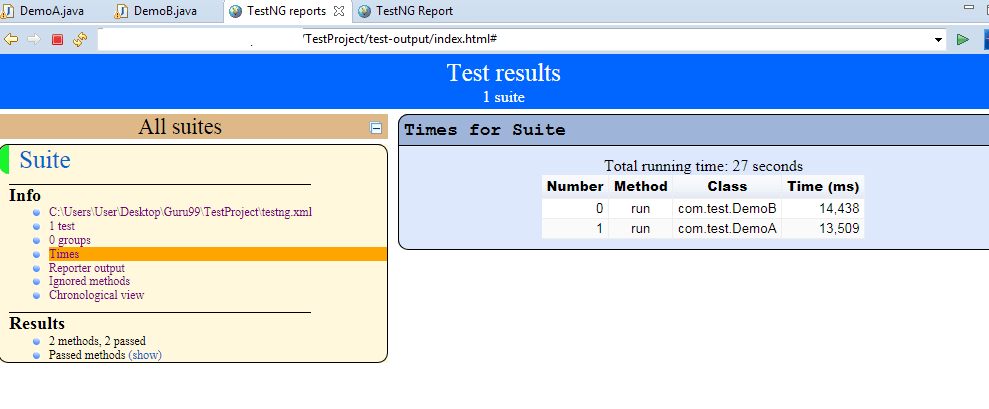 DemoA.java DemoB.java TestNG reports TestNG Report
/TestProject/test-output/index.html#
Test results
1 suite
All suites
Suite
Info
C:\Users\User\Desktop\Guru99\TestProject\testng.xml
1 test
0 groups
Times
Reporter output
Ignored methods
Chronological view
Results
2 methods, 2 passed
Passed methods (show)
Times for Suite
Total running time: 27 seconds
Number Method Class Time (ms)
0 run com.test.DemoB 14,438
1 run com.test.DemoA 13,509